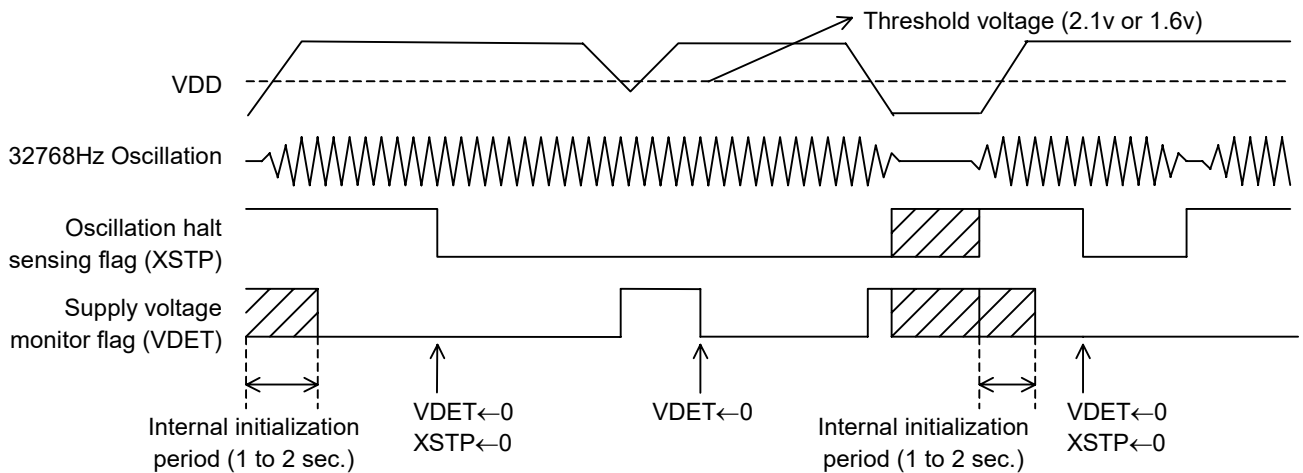 Threshold voltage (2.1v or 1.6v)
VDD
32768Hz Oscillation
Oscillation halt
sensing flag (XSTP)
Supply voltage
monitor flag (VDET)
Internal initialization
period (1 to 2 sec.)
VDET←0
XSTP←0
VDET←0
Internal initialization
period (1 to 2 sec.)
VDET←0
XSTP←0